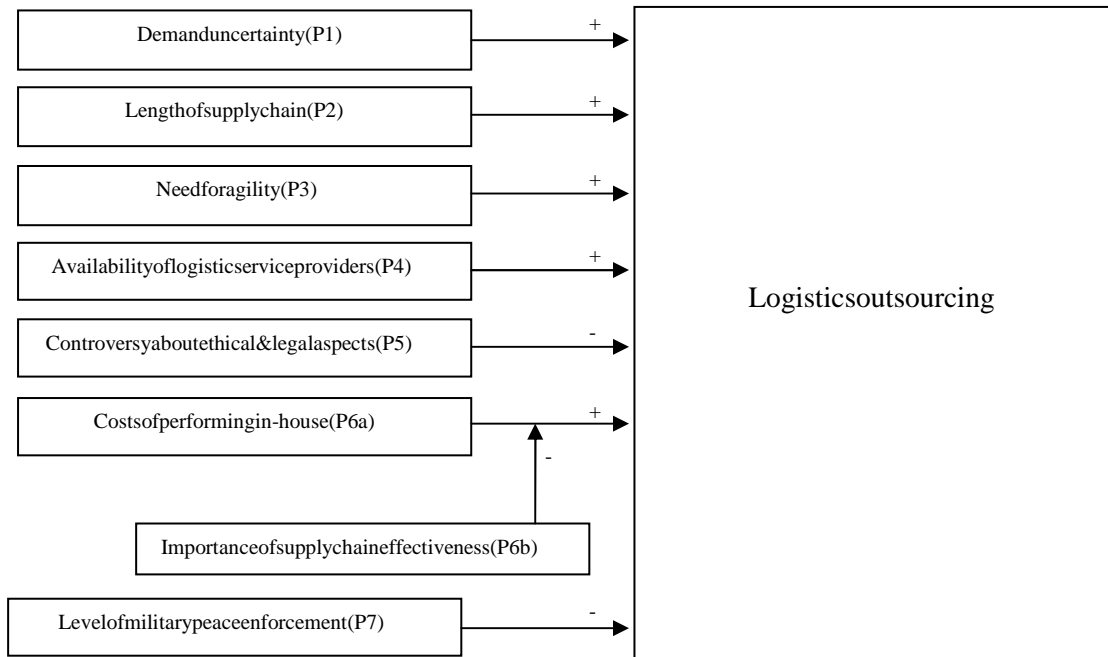 Demanduncertainty(P1)
+
Lengthofsupplychain(P2)
+
Needforagility(P3)
+
Availabilityoflogisticserviceproviders(P4)
+
Logisticsoutsourcing
Controversyaboutethical&legalaspects(P5)
-
Costsofperformingin-house(P6a)
+
-
Importanceofsupplychaineffectiveness(P6b)
Levelofmilitarypeaceenforcement(P7)
-